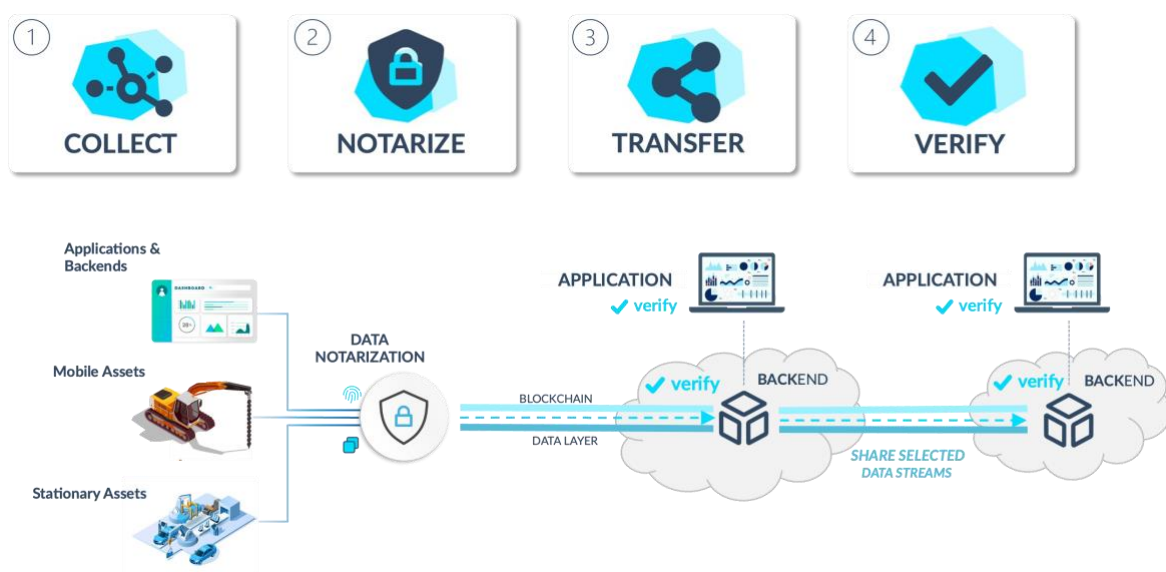 1
COLLECT
2
NOTARIZE
3
TRANSFER
4
VERIFY
Applications &
Backends
DASHBOARD
Mobile Assets
Stationary Assets
DATA
NOTARIZATION
BLOCKCHAIN
DATA LAYER
APPLICATION
verify
verify
BACKEND
SHARE SELECTED
DATA STREAMS
APPLICATION
verify
verify
BACKEND